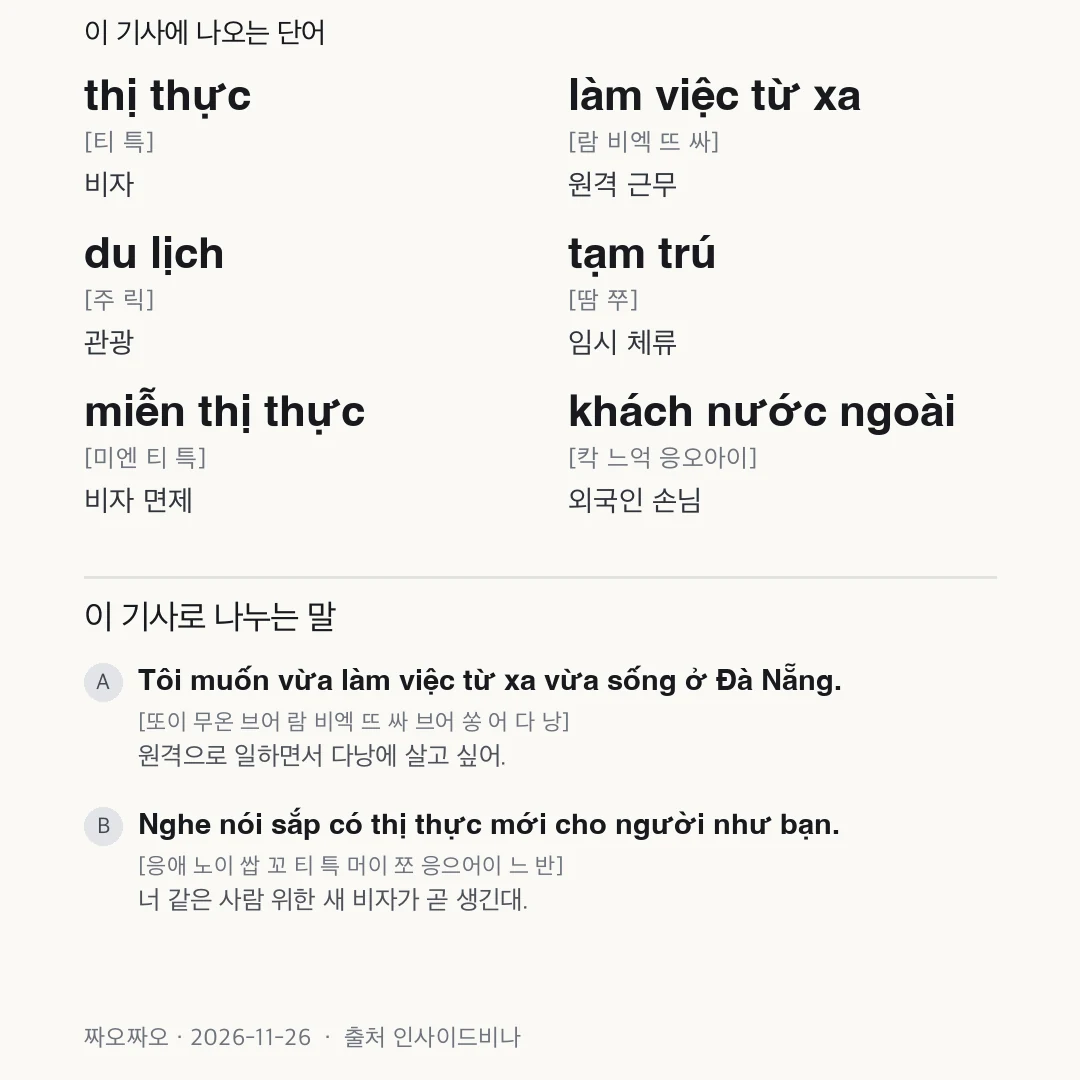 이 기사에 나오는 단어
thị thực
[티 특]
비자
làm việc từ xa
[람 비엑 뜨 싸]
원격 근무
du lịch
[주 릭]
관광
tạm trú
[땀 쭈]
임시 체류
miễn thị thực
[미엔 티 특]
비자 면제
khách nước ngoài
[칵 느억 응오아이]
외국인 손님
이 기사로 나누는 말
A Tôi muốn vừa làm việc từ xa vừa sống ở Đà Nẵng.
[또이 무온 브어 람 비엑 뜨 싸 브어 쏭 어 다 낭]
원격으로 일하면서 다낭에 살고 싶어.
B Nghe nói sắp có thị thực mới cho người như bạn.
[응애 노이 쌉 꼬 티 특 머이 쪼 응으어이 느 반]
너 같은 사람 위한 새 비자가 곧 생긴대.
짜오짜오 · 2026-11-26 · 출처 인사이드비나